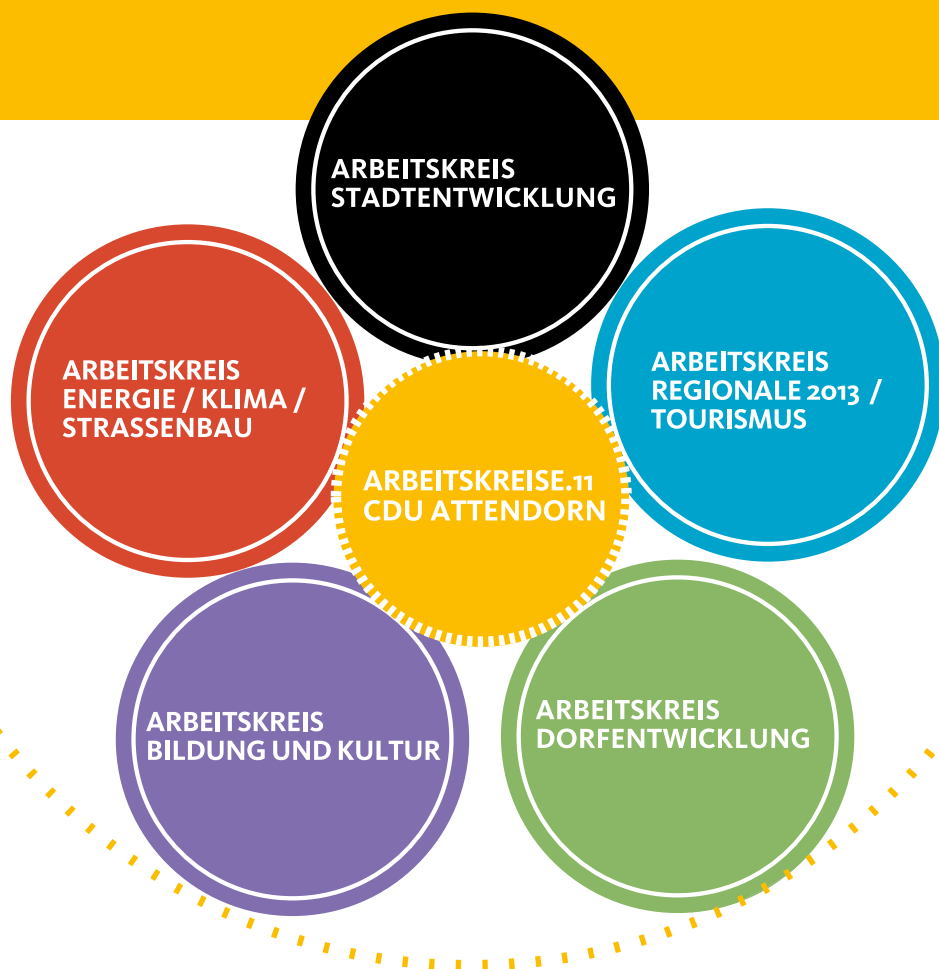 ARBEITSKREIS
STADTENTWICKLUNG
ARBEITSKREIS
ENERGIE / KLIMA /
STRASSENBAU
ARBEITSKREIS
REGIONALE 2013 /
TOURISMUS
ARBEITSKREISE.11
CDU ATTENDORN
ARBEITSKREIS
BILDUNG UND KULTUR
ARBEITSKREIS
DORFENTWICKLUNG